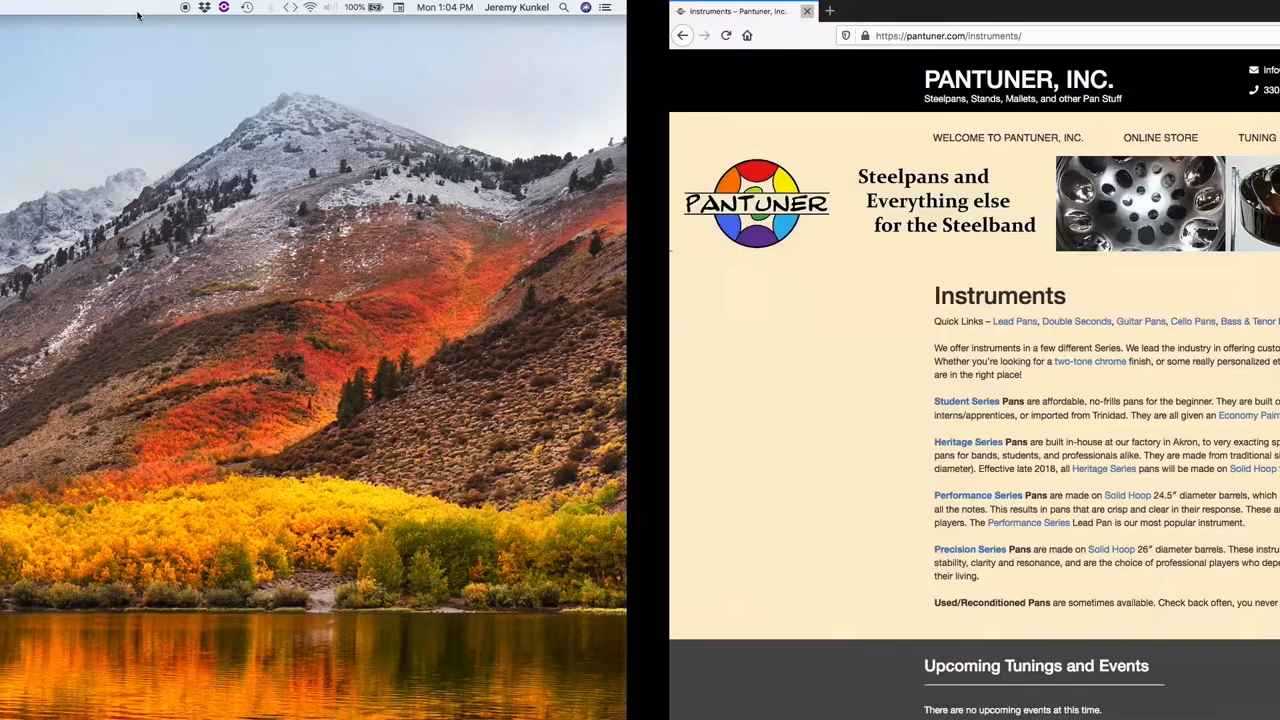 100% Mon 1:04 PM Jeremy Kunkel
Instruments – Pantuner, Inc.
https://pantuner.com/instruments/
PANTUNER, INC.
Steelpans, Stands, Mallets, and other Pan Stuff
info
330
WELCOME TO PANTUNER, INC. ONLINE STORE TUNING
PANTUNER
Steelpans and
Everything else
for the Steelband
Instruments
Quick Links – Lead Pans, Double Seconds, Guitar Pans, Cello Pans, Bass & Tenor
We offer instruments in a few different Series. We lead the industry in offering custo
Whether you're looking for a two-tone chrome finish, or some really personalized et
are in the right place!
Student Series Pans are affordable, no-frills pans for the beginner. They are built o
interns/apprentices, or imported from Trinidad. They are all given an Economy Pain
Heritage Series Pans are built in-house at our factory in Akron, to very exacting sp
pans for bands, students, and professionals alike. They are made from traditional si
diameter). Effective late 2018, all Heritage Series pans will be made on Solid Hoop
Performance Series Pans are made on Solid Hoop 24.5″ diameter barrels, which
all the notes. This results in pans that are crisp and clear in their response. These a
players. The Performance Series Lead Pan is our most popular instrument.
Precision Series Pans are made on Solid Hoop 26″ diameter barrels. These instru
stability, clarity and resonance, and are the choice of professional players who depe
their living.
Used/Reconditioned Pans are sometimes available. Check back often, you never
Upcoming Tunings and Events
There are no upcoming events at this time.